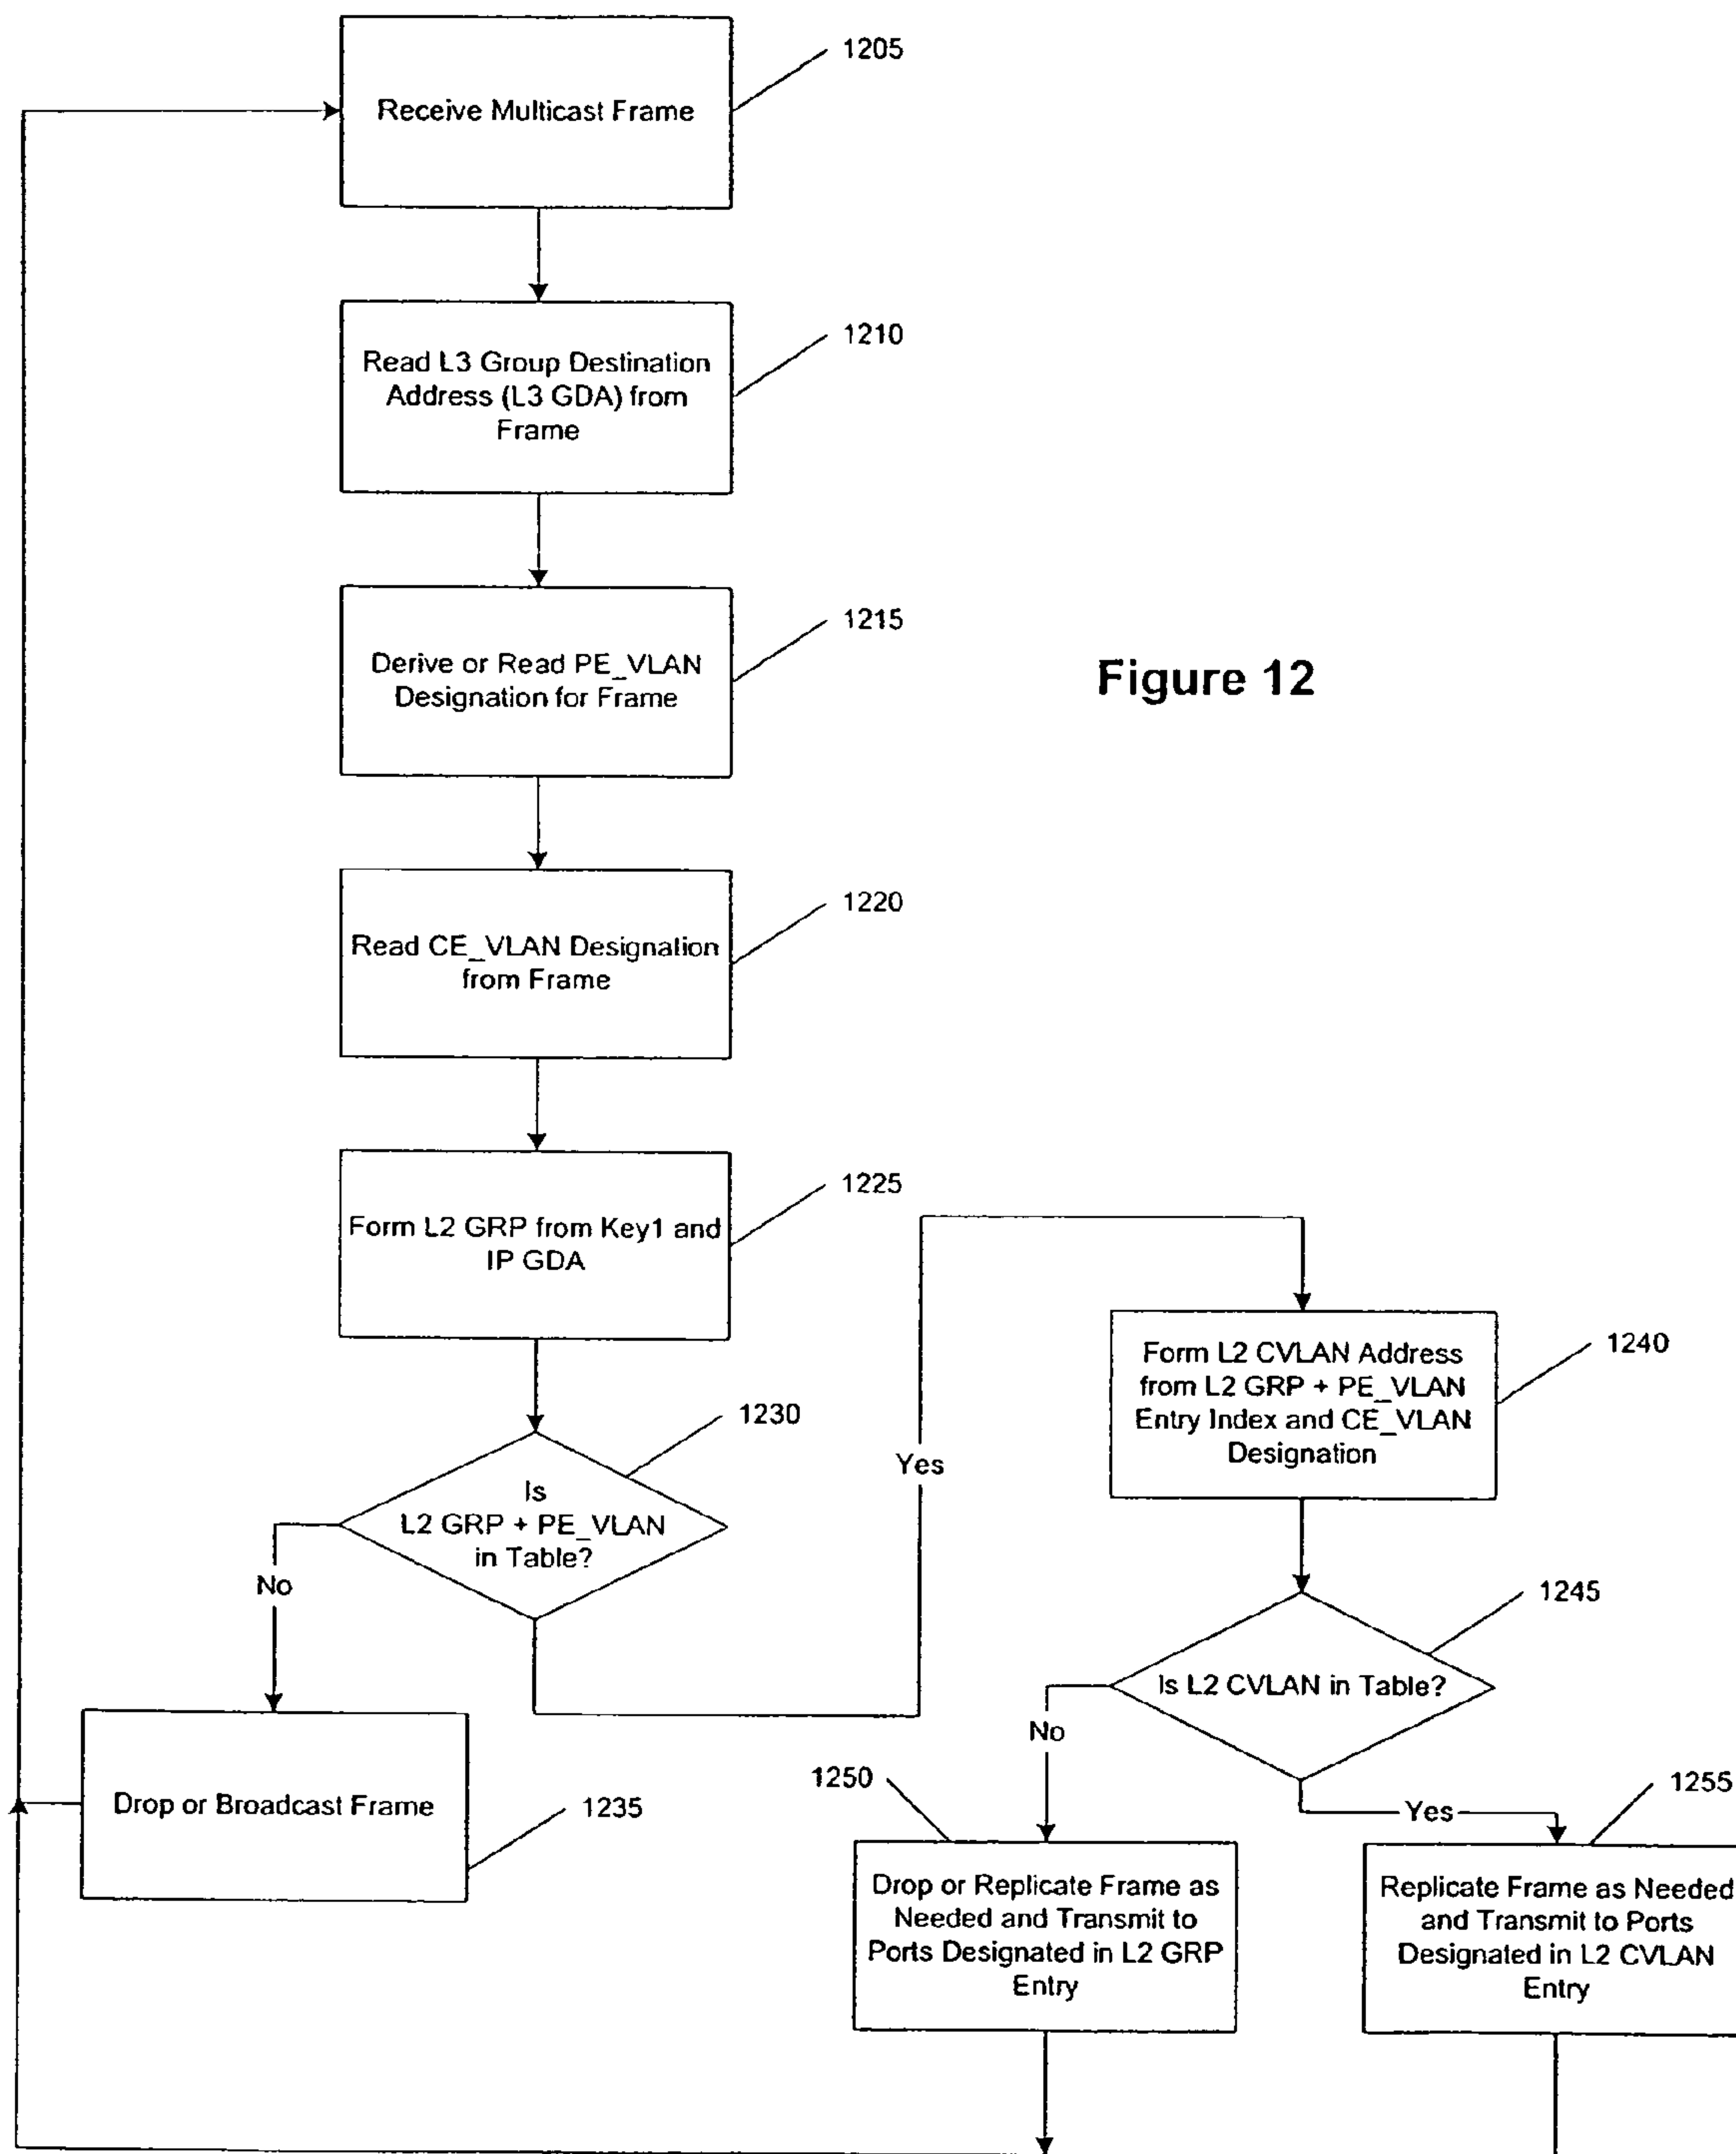 1205
Receive Multicast Frame
1210
Read L3 Group Destination
Address (L3 GDA) from
Frame
1215
Derive or Read PE_VLAN
Designation for Frame
Figure 12
1220
Read CE_VLAN Designation
from Frame
1225
Form L2 GRP from Key1 and
IP GDA
1230
Is
L2 GRP + PE_VLAN
in Table?
No
Yes
Drop or Broadcast Frame
1235
1240
Form L2 CVLAN Address
from L2 GRP + PE_VLAN
Entry Index and CE_VLAN
Designation
1245
Is L2 CVLAN in Table?
No
Yes
1250
Drop or Replicate Frame as
Needed and Transmit to
Ports Designated in L2 GRP
Entry
1255
Replicate Frame as Needed
and Transmit to Ports
Designated in L2 CVLAN
Entry